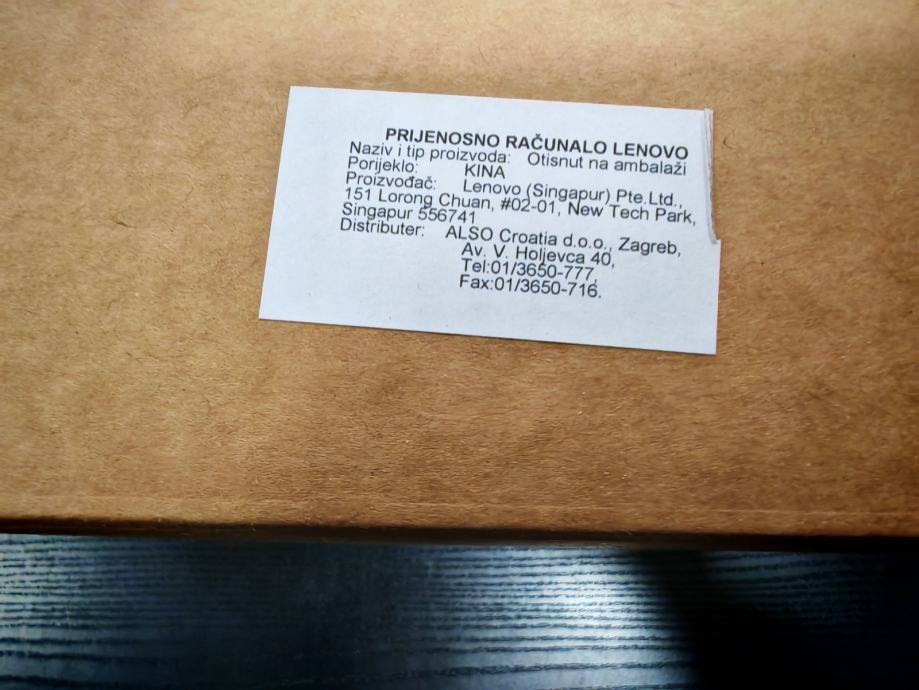 PRIJENOSNO RAČUNALO LENOVO
Naziv i tip proizvoda: Otisnut na ambalaži
Porijeklo: KINA
Proizvođač: Lenovo (Singapur) Pte.Ltd.,
151 Lorong Chuan, #02-01, New Tech Park,
Singapur 556741
Distributer: ALSO Croatia d.o.o., Zagreb,
Av. V. Holjevca 40,
Tel:01/3650-777,
Fax:01/3650-716.